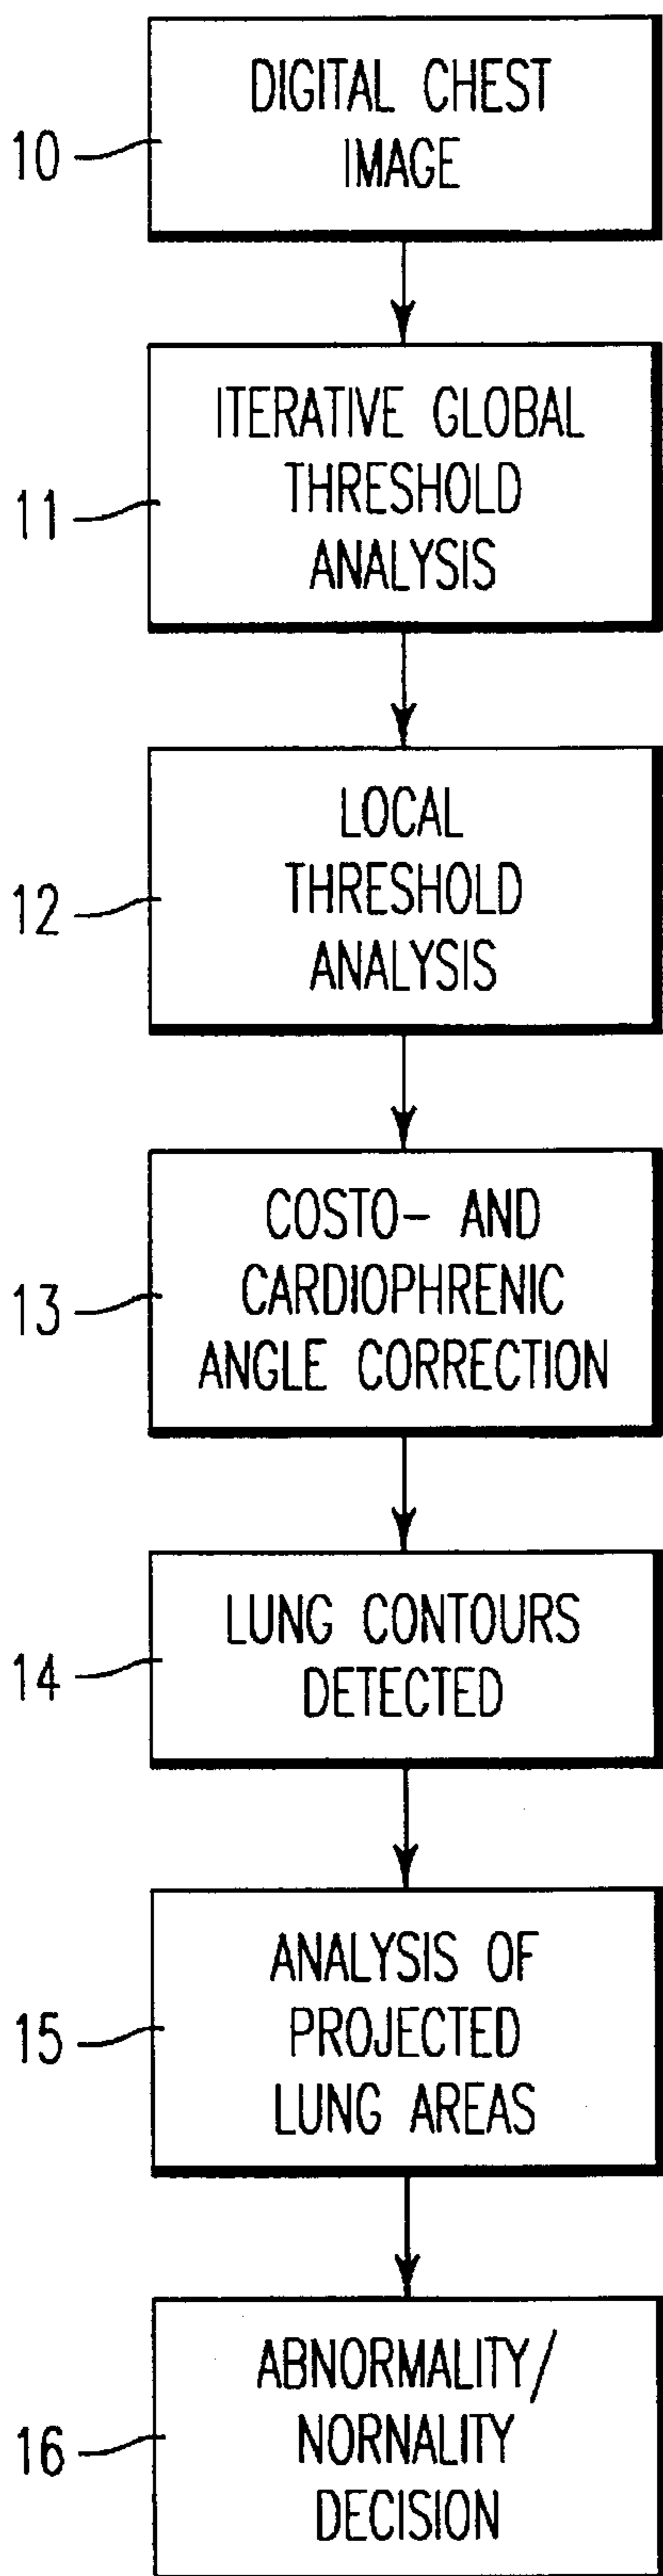 DIGITAL CHEST
IMAGE
10
ITERATIVE GLOBAL
THRESHOLD
ANALYSIS
11
LOCAL
THRESHOLD
ANALYSIS
12
COSTO- AND
CARDIOPHRENIC
ANGLE CORRECTION
13
LUNG CONTOURS
DETECTED
14
ANALYSIS OF
PROJECTED
LUNG AREAS
15
ABNORMALITY/
NORNALITY
DECISION
16